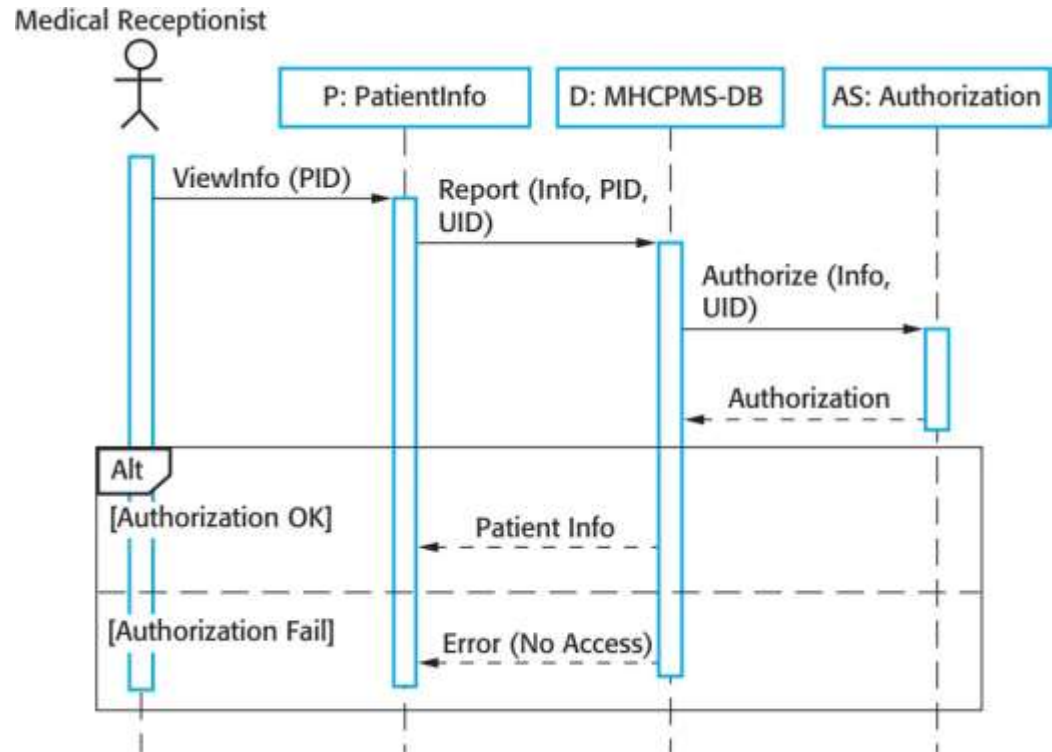 Medical Receptionist
P: PatientInfo
D: MHCPMS-DB
AS: Authorization
ViewInfo (PID)
Report (Info, PID,
UID)
Authorize (Info,
UID)
Authorization
Alt
[Authorization OK]
Patient Info
[Authorization Fail]
Error (No Access)